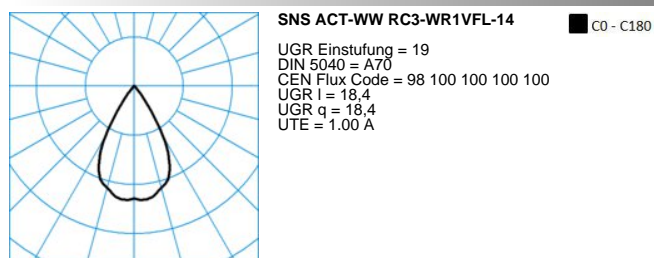 SNS ACT-WW RC3-WR1VFL-14
C0 - C180
UGR Einstufung = 19
DIN 5040 = A70
CEN Flux Code = 98 100 100 100 100
UGR l = 18,4
UGR q = 18,4
UTE = 1.00 A